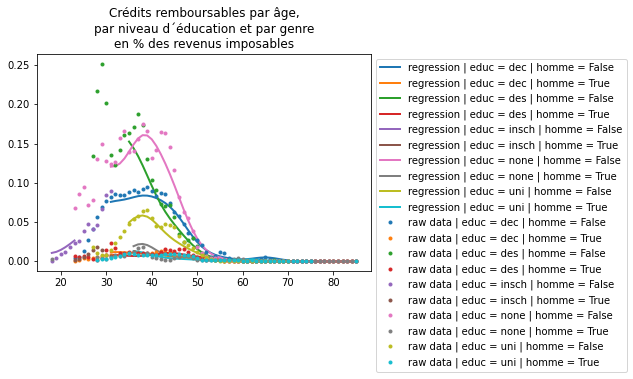 Crédits remboursables par âge,
par niveau d´éducation et par genre
en % des revenus imposables
0.25
0.20
0.15
0.10
0.05
0.00
20 30 40 50 60 70 80
regression | educ = dec | homme = False
regression | educ = dec | homme = True
regression | educ = des | homme = False
regression | educ = des | homme = True
regression | educ = insch | homme = False
regression | educ = insch | homme = True
regression | educ = none | homme = False
regression | educ = none | homme = True
regression | educ = uni | homme = False
regression | educ = uni | homme = True
raw data | educ = dec | homme = False
raw data | educ = dec | homme = True
raw data | educ = des | homme = False
raw data | educ = des | homme = True
raw data | educ = insch | homme = False
raw data | educ = insch | homme = True
raw data | educ = none | homme = False
raw data | educ = none | homme = True
raw data | educ = uni | homme = False
raw data | educ = uni | homme = True